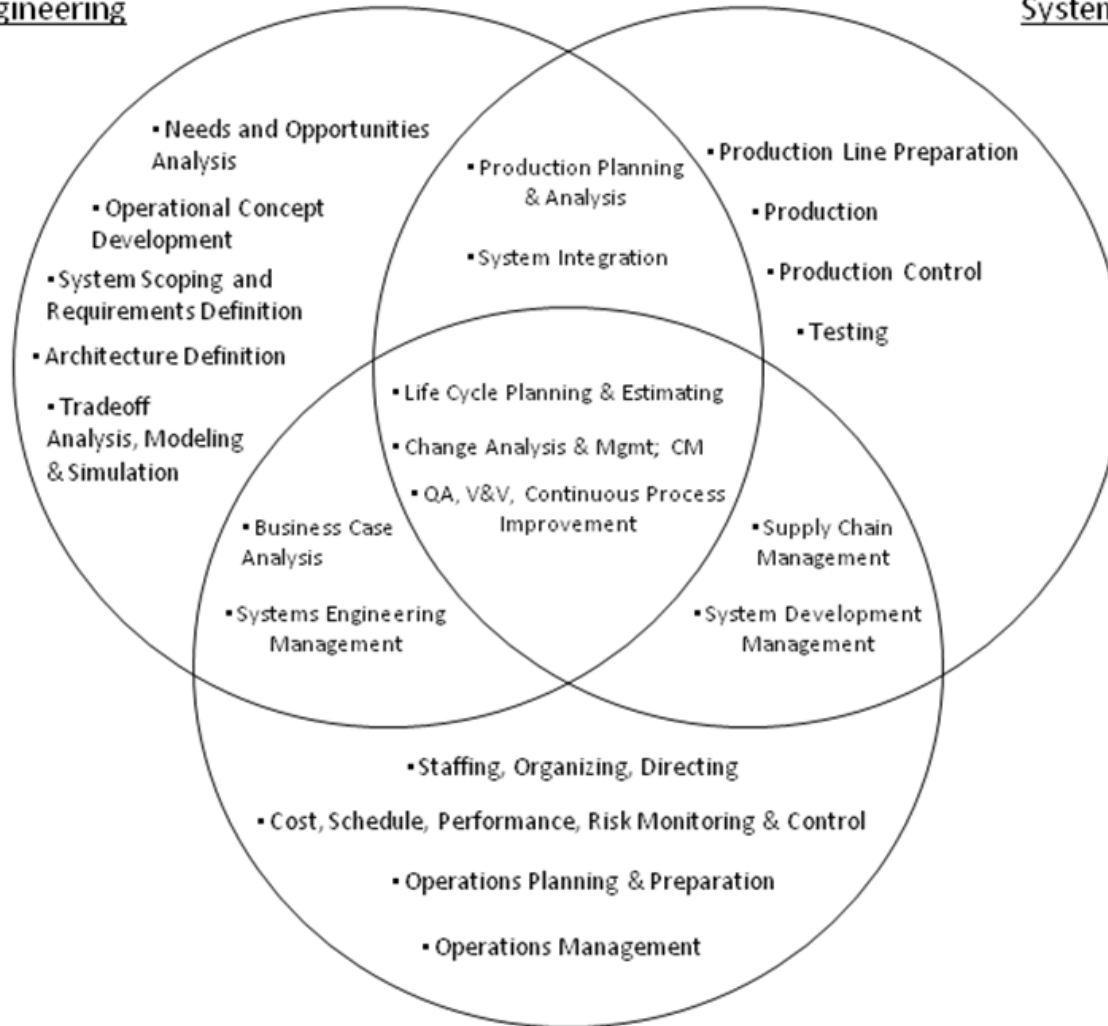 gineering
System
▪ Needs and Opportunities
Analysis
▪ Operational Concept
Development
▪ System Scoping and
Requirements Definition
▪ Architecture Definition
▪ Tradeoff
Analysis, Modeling
& Simulation
▪ Production Planning
& Analysis
▪ System Integration
▪ Production Line Preparation
▪ Production
▪ Production Control
▪ Testing
▪ Life Cycle Planning & Estimating
▪ Change Analysis & Mgmt; CM
▪ QA, V&V, Continuous Process
Improvement
▪ Business Case
Analysis
▪ Systems Engineering
Management
▪ Supply Chain
Management
▪ System Development
Management
▪ Staffing, Organizing, Directing
▪ Cost, Schedule, Performance, Risk Monitoring & Control
▪ Operations Planning & Preparation
▪ Operations Management